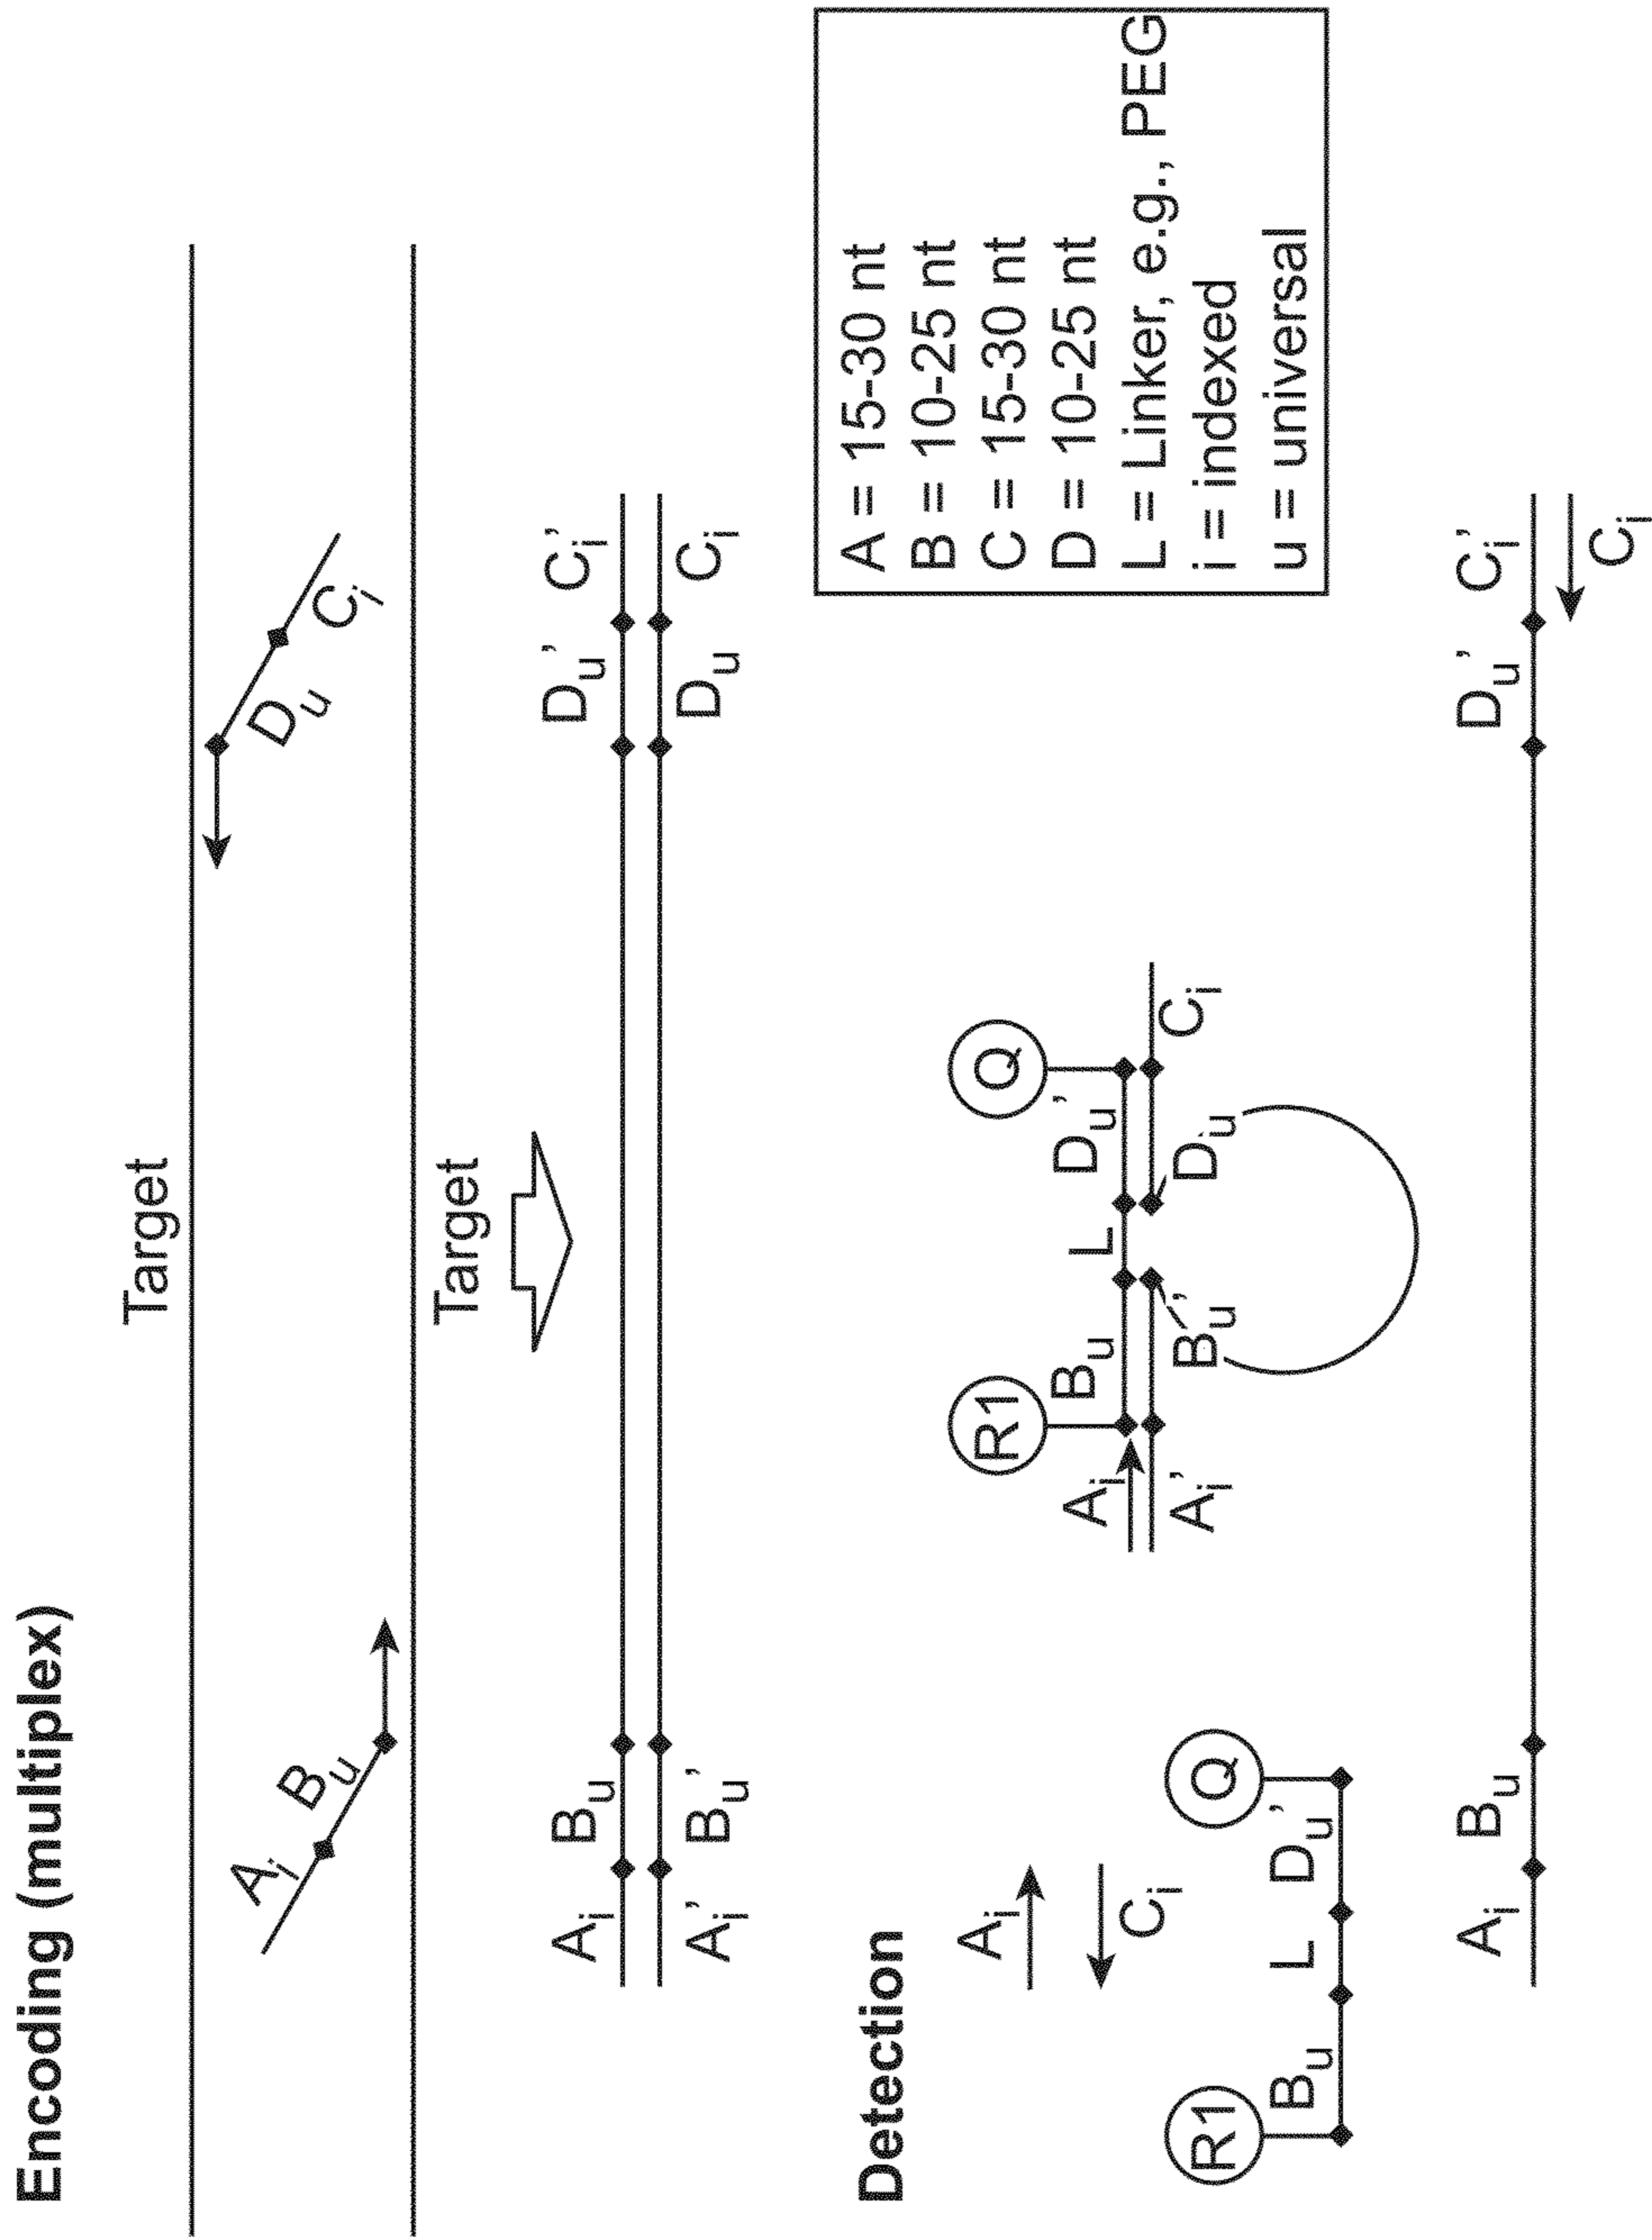 Encoding (multiplex)
Target
A_i B_u
D_u C_i
Target
A_i B_u D_u' C_i'
A_i' B_u' D_u C_i
Detection
A_i
C_i
R1 Q
B_u L D_u'
R1 Q
A_i B_u L D_u'
A_i' B_u' D_u C_i
A = 15-30 nt
B = 10-25 nt
C = 15-30 nt
D = 10-25 nt
L = Linker, e.g., PEG
i = indexed
u = universal
A_i B_u D_u' C_i'
C_i